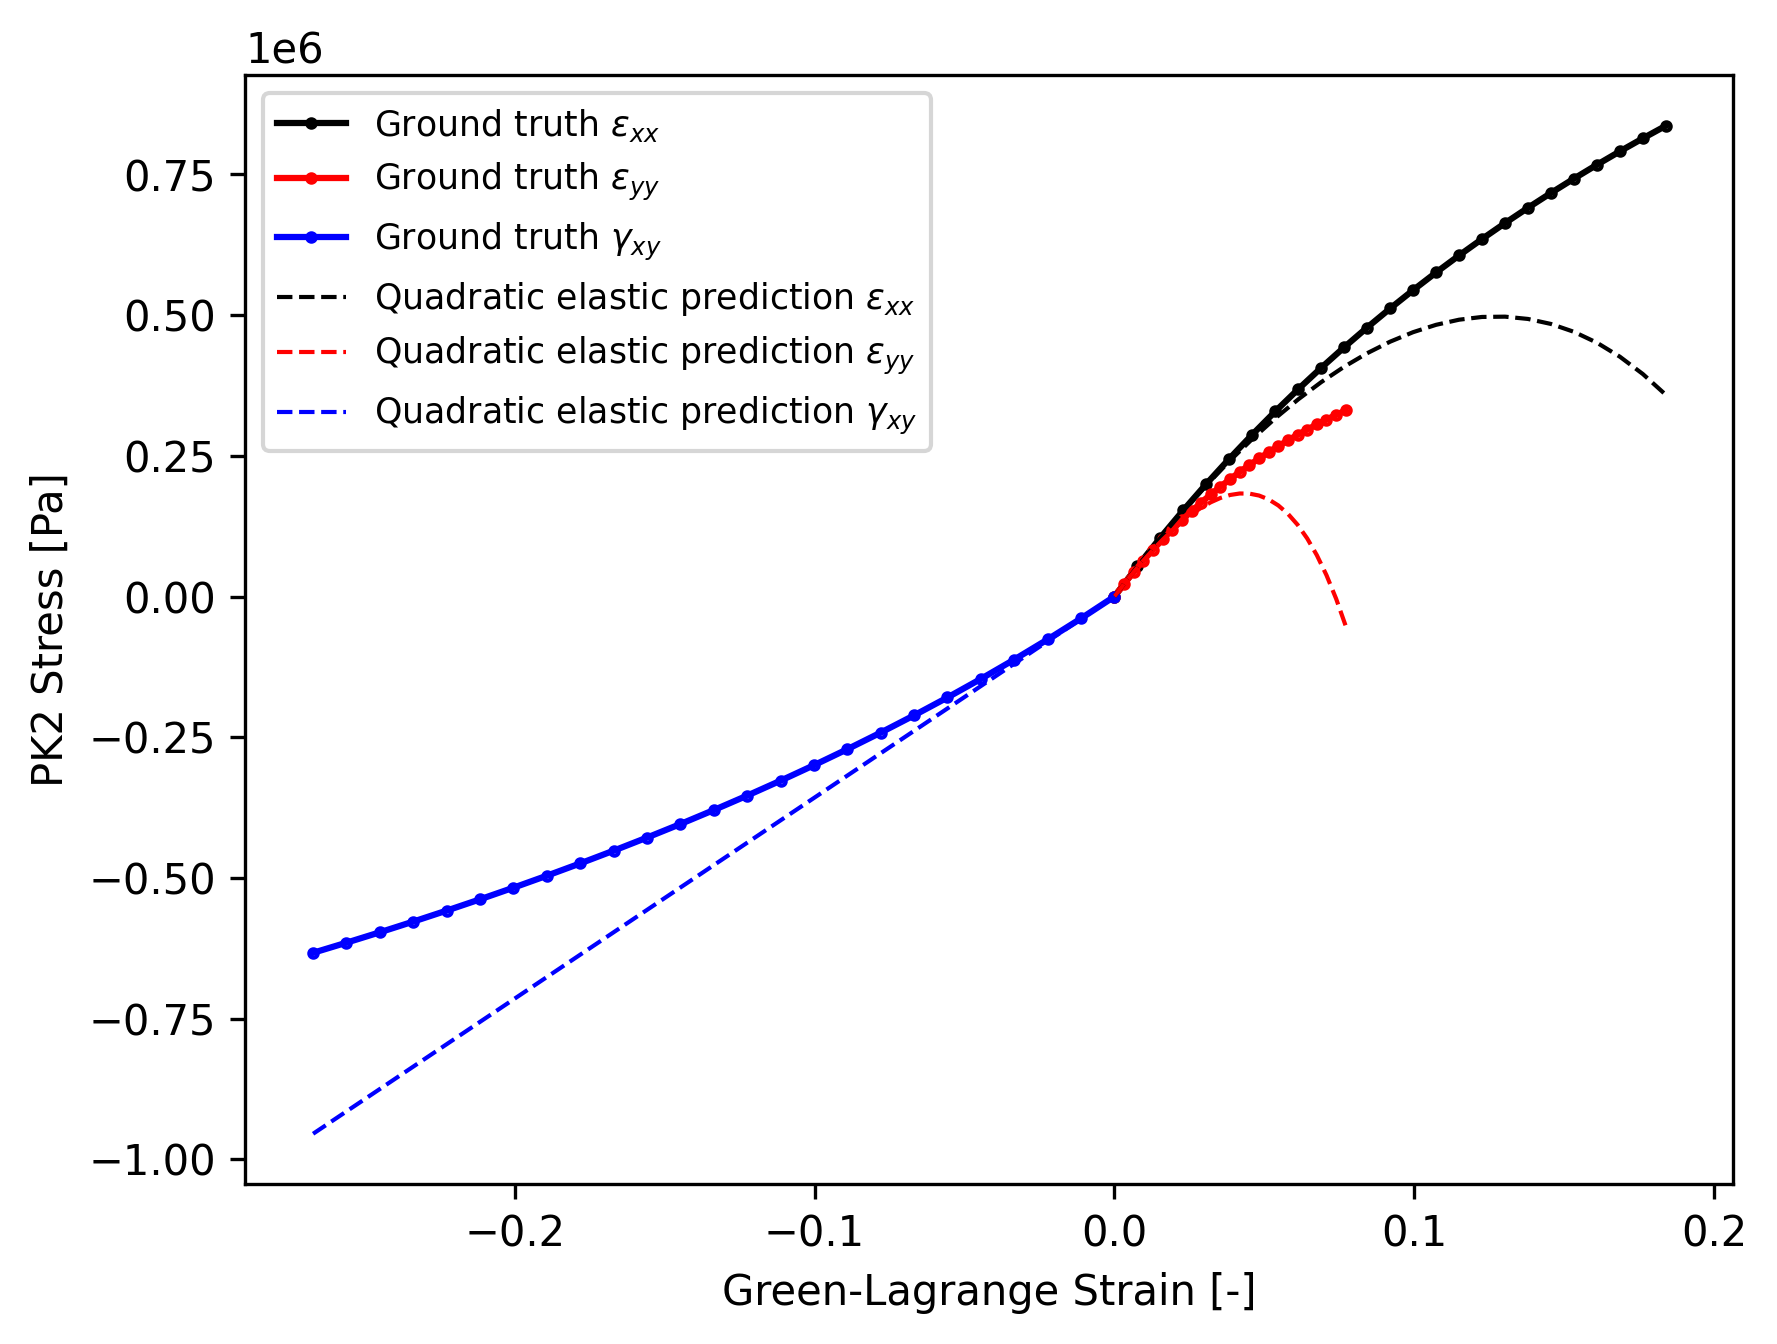 1e6
Ground truth εxx
Ground truth εyy
Ground truth γxy
Quadratic elastic prediction εxx
Quadratic elastic prediction εyy
Quadratic elastic prediction γxy
0.75
0.50
0.25
0.00
−0.25
−0.50
−0.75
−1.00
PK2 Stress [Pa]
−0.2 −0.1 0.0 0.1 0.2
Green-Lagrange Strain [-]